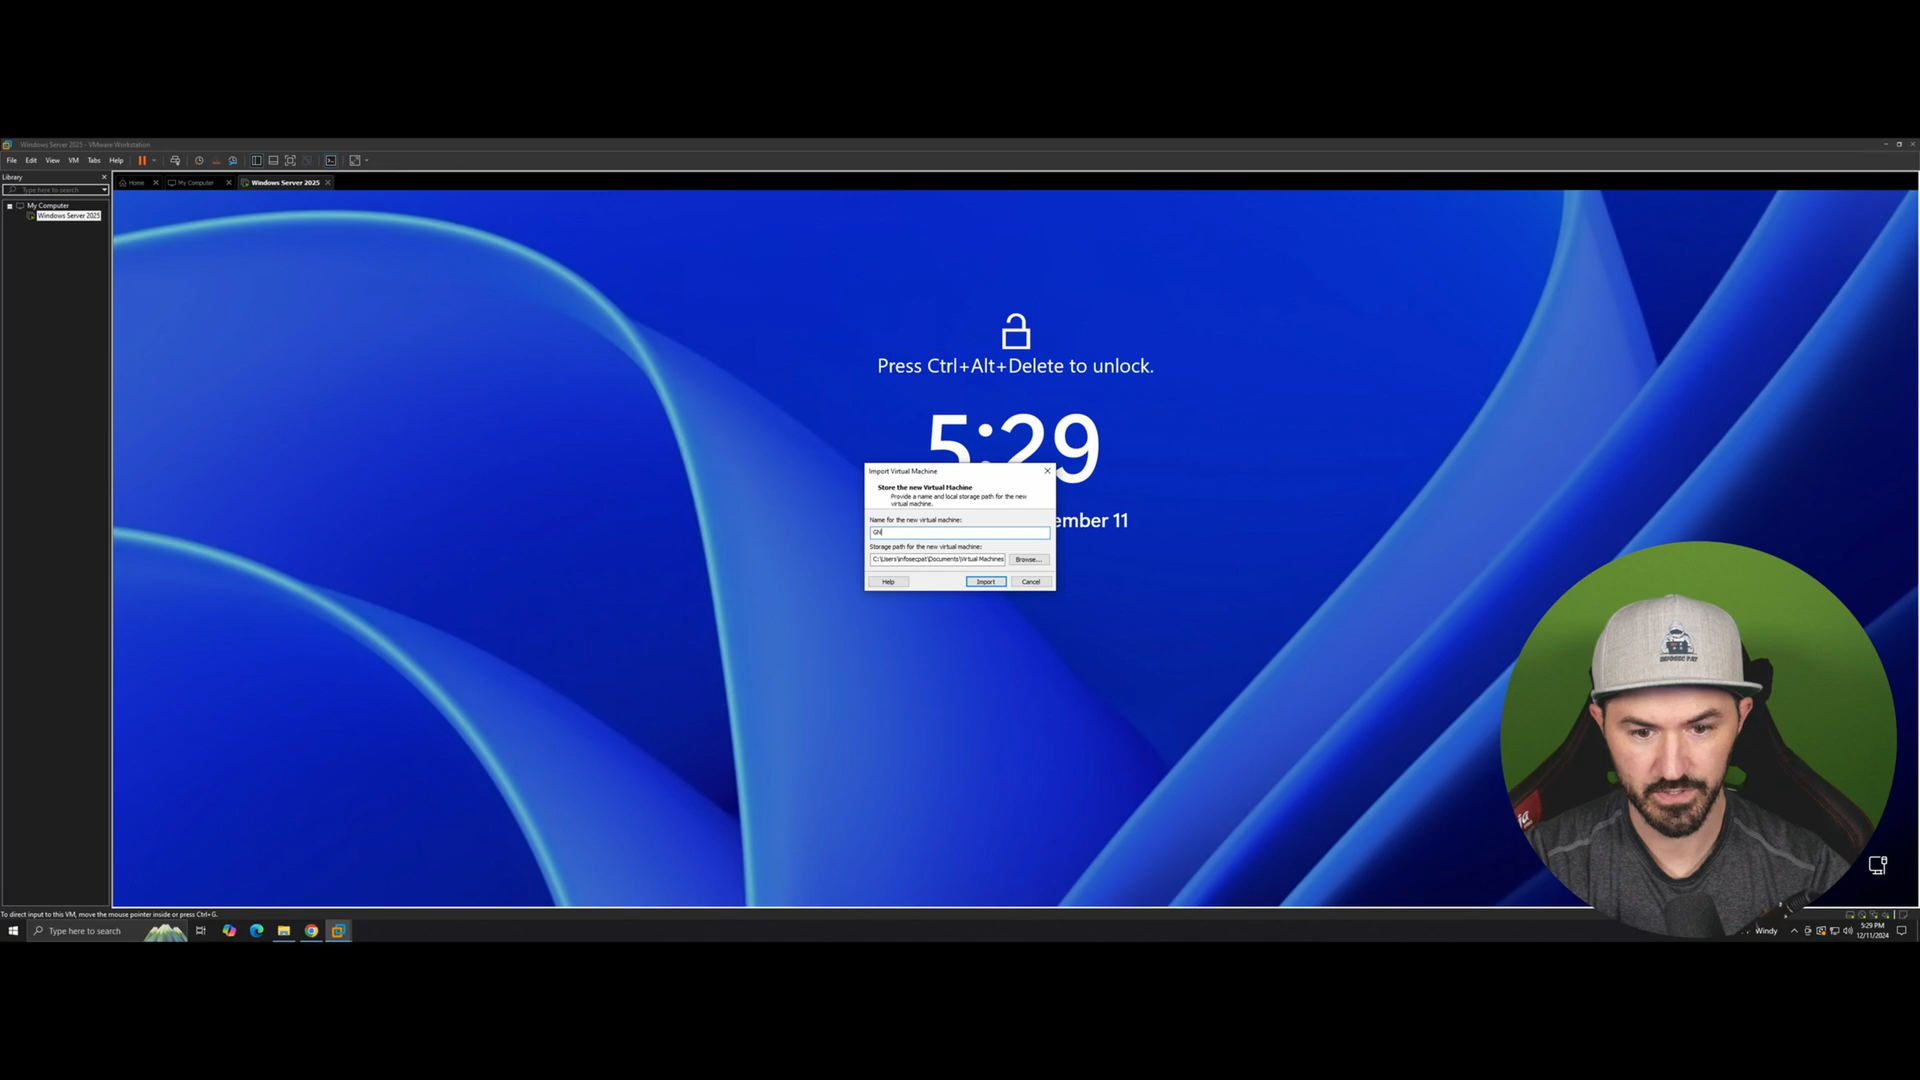 Windows Server 2025 - VMware Workstation
File Edit View VM Tabs Help
Library
Type here to search
Home
My Computer
Windows Server 2025
My Computer
Windows Server 2025
Press Ctrl+Alt+Delete to unlock.
5:29
ember 11
Import Virtual Machine
Store the new Virtual Machine
Provide a name and local storage path for the new
virtual machine.
Name for the new virtual machine:
GN
Storage path for the new virtual machine:
C:\Users\infosecpat\Documents\Virtual Machines
Browse...
Help
Import
Cancel
INFOSEC PAT
To direct input to this VM, move the mouse pointer inside or press Ctrl+G.
Type here to search
Windy
5:29 PM
12/11/2024